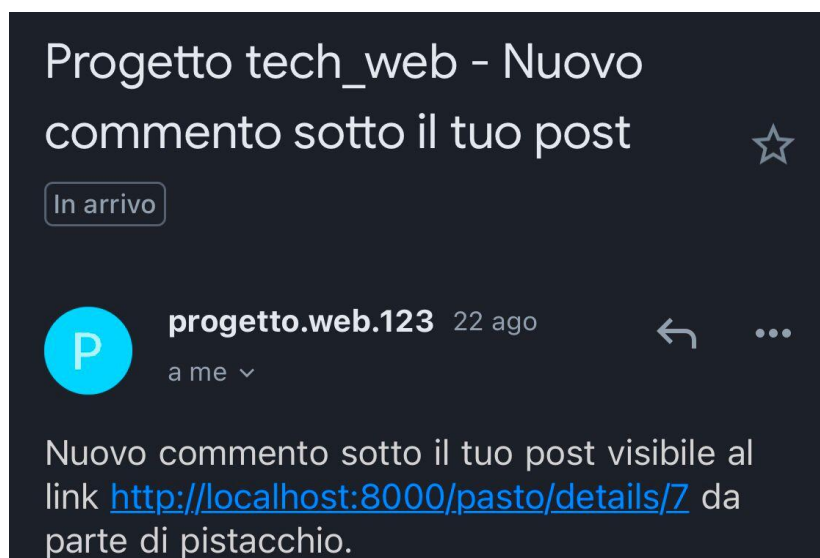 Progetto tech_web - Nuovo
commento sotto il tuo post
In arrivo
P
progetto.web.123 22 ago
a me
Nuovo commento sotto il tuo post visibile al
link http://localhost:8000/pasto/details/7 da
parte di pistacchio.